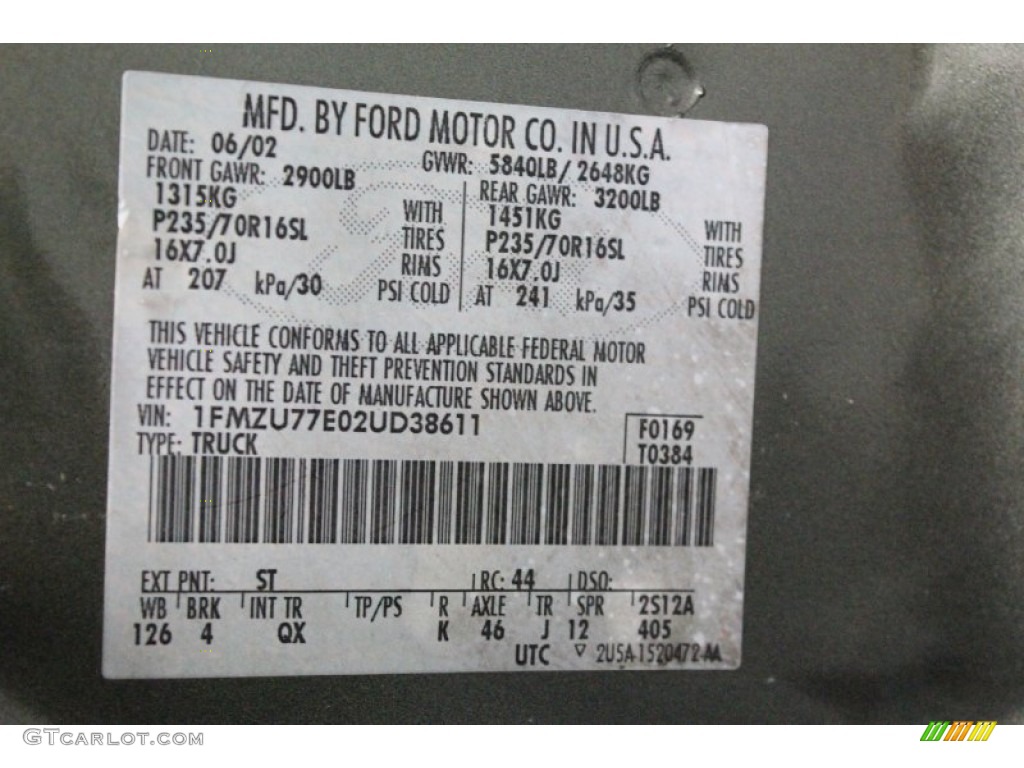 MFD. BY FORD MOTOR CO. IN U.S.A.
DATE: 06/02 GVWR: 5840LB/ 2648KG
FRONT GAWR: 2900LB REAR GAWR: 3200LB
1315KG WITH 1451KG WITH
P235/70R16SL TIRES P235/70R16SL TIRES
16X7.0J RIMS 16X7.0J RIMS
AT 207 kPa/30 PSI COLD AT 241 kPa/35 PSI COLD
THIS VEHICLE CONFORMS TO ALL APPLICABLE FEDERAL MOTOR
VEHICLE SAFETY AND THEFT PREVENTION STANDARDS IN
EFFECT ON THE DATE OF MANUFACTURE SHOWN ABOVE.
VIN: 1FMZU77E02UD38611 F0169
TYPE: TRUCK T0384
EXT PNT: ST RC: 44 DSO:
WB BRK INT TR TP/PS R AXLE TR SPR 2S12A
126 4 QX K 46 J 12 405
UTC ▽ 2U5A 1520472 AA
GTCarlot.com